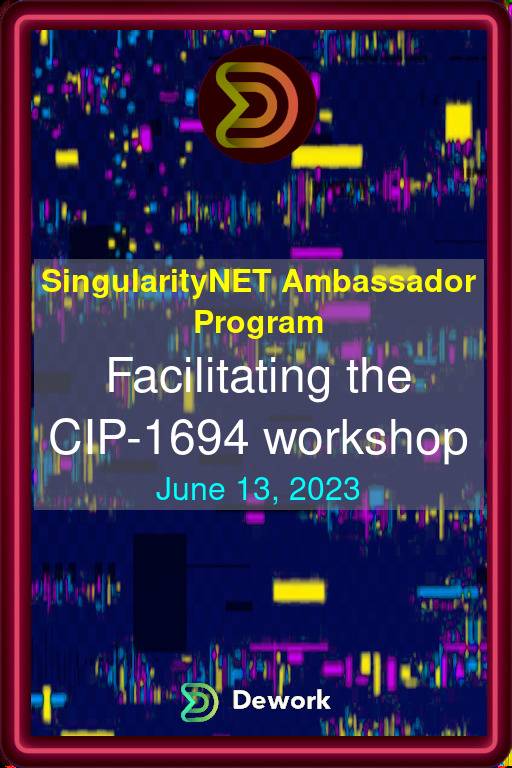 SingularityNET Ambassador
Program
Facilitating the
CIP-1694 workshop
June 13, 2023
Dework